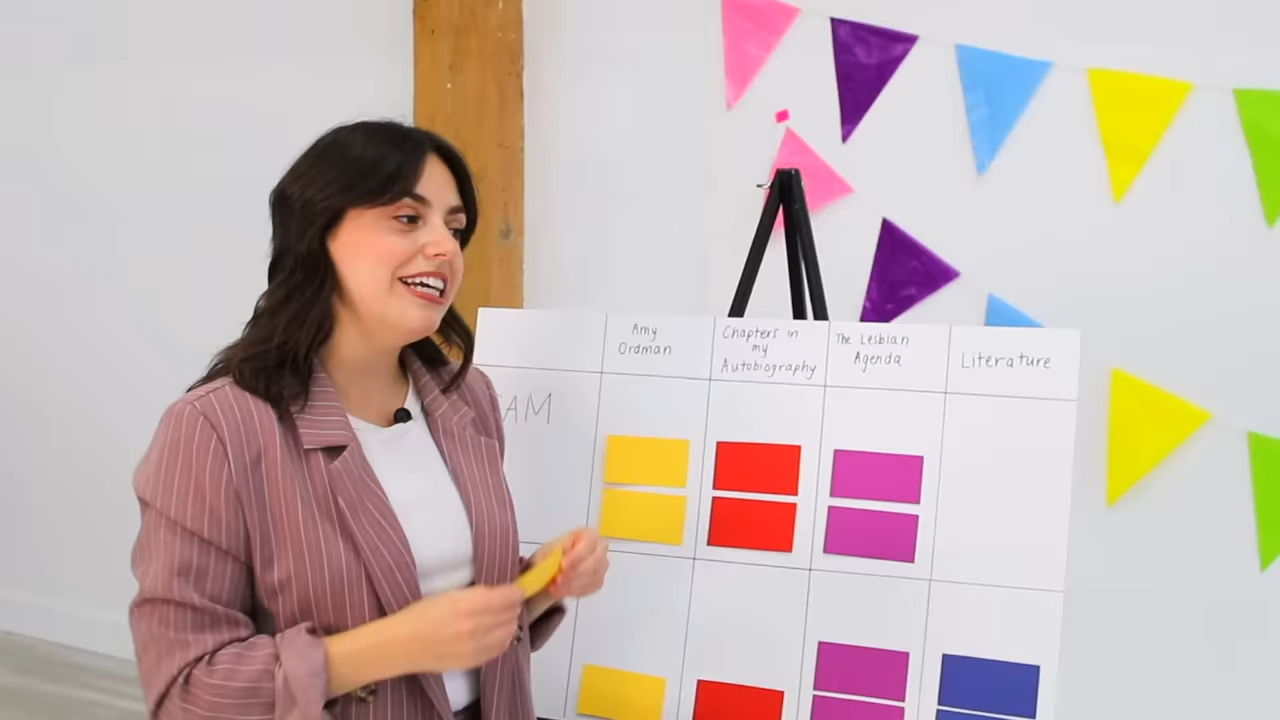 Amy
Ordman
Chapters in
my
Autobiography
The Lesbian
Agenda
Literature
AM